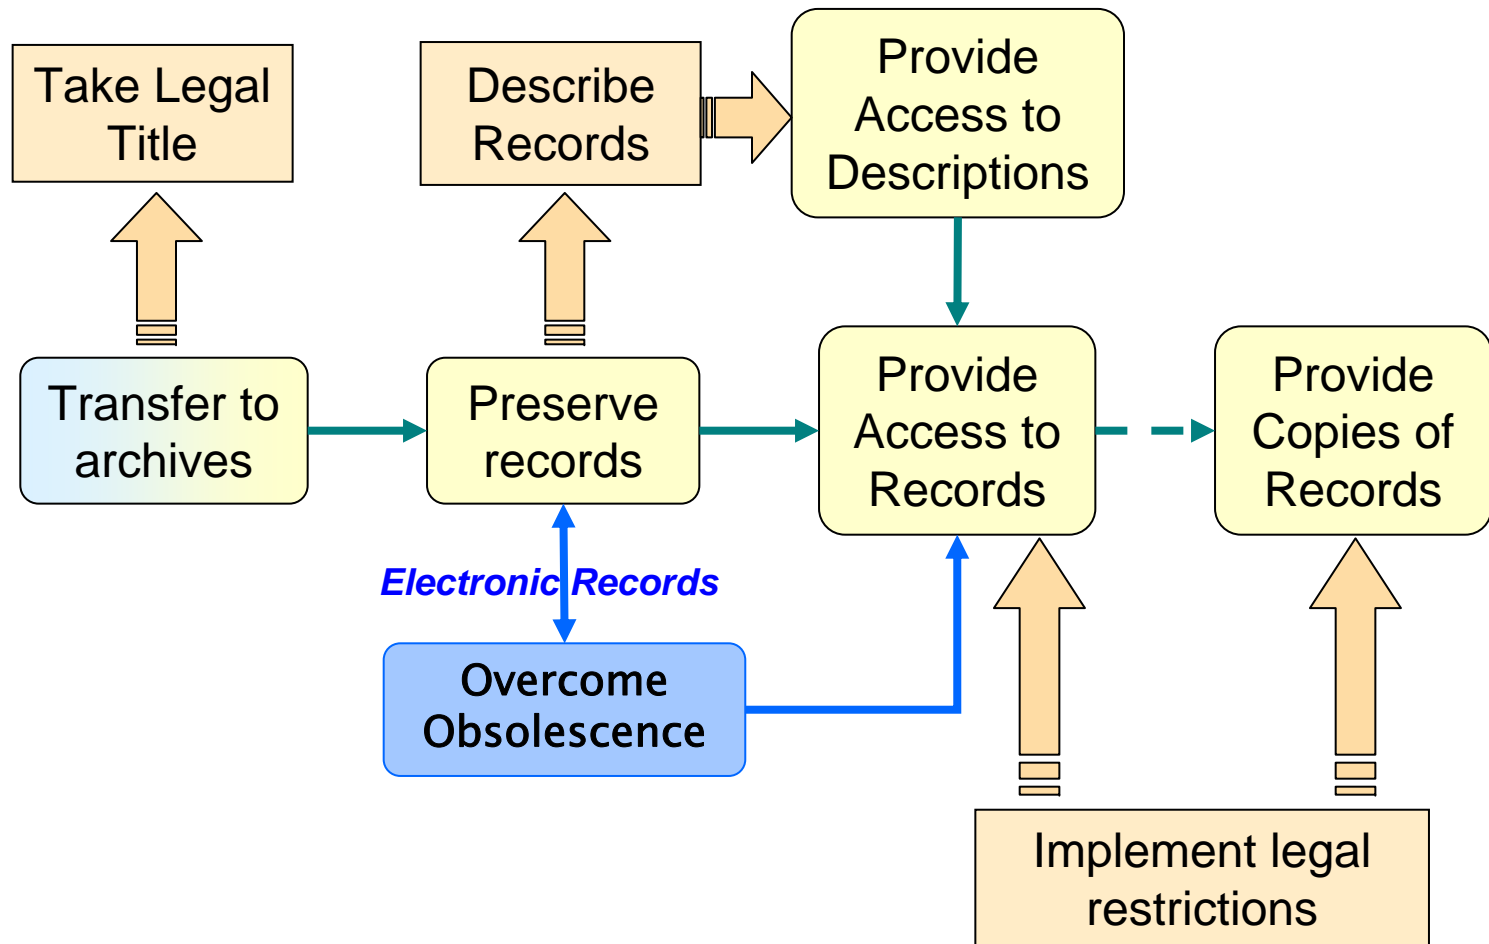 Take Legal
Title
Describe
Records
Provide
Access to
Descriptions
Transfer to
archives
Preserve
records
Provide
Access to
Records
Provide
Copies of
Records
Electronic Records
Overcome
Obsolescence
Implement legal
restrictions